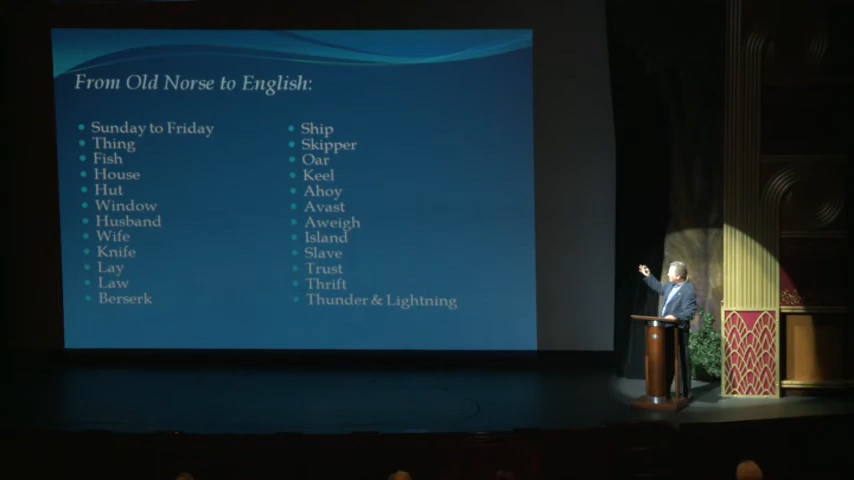 From Old Norse to English:
Sunday to Friday
Thing
Fish
House
Hut
Window
Husband
Wife
Knife
Lay
Law
Berserk
Ship
Skipper
Oar
Keel
Ahoy
Avast
Aweigh
Island
Slave
Trust
Thrift
Thunder & Lightning